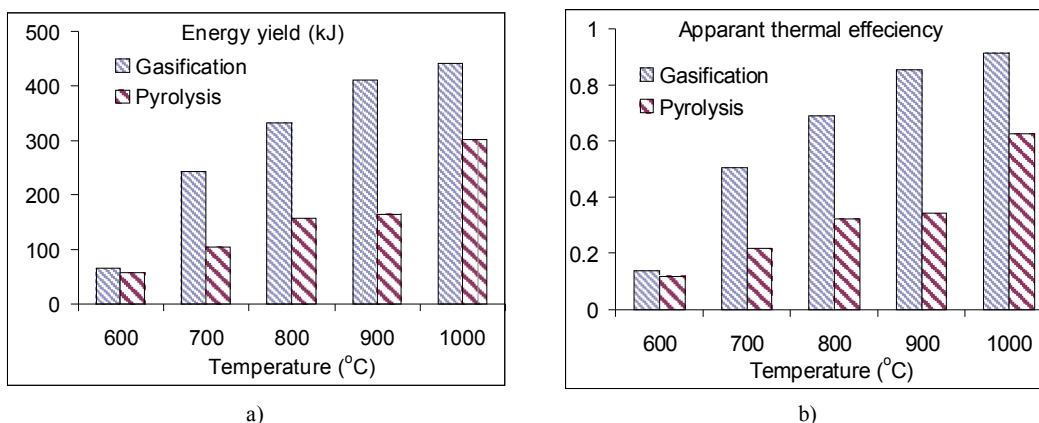 Energy yield (kJ)
Gasification
Pyrolysis
500
400
300
200
100
0
600 700 800 900 1000
Temperature (°C)
a)
Apparant thermal effeciency
Gasification
Pyrolysis
1
0.8
0.6
0.4
0.2
0
600 700 800 900 1000
Temperature (°C)
b)